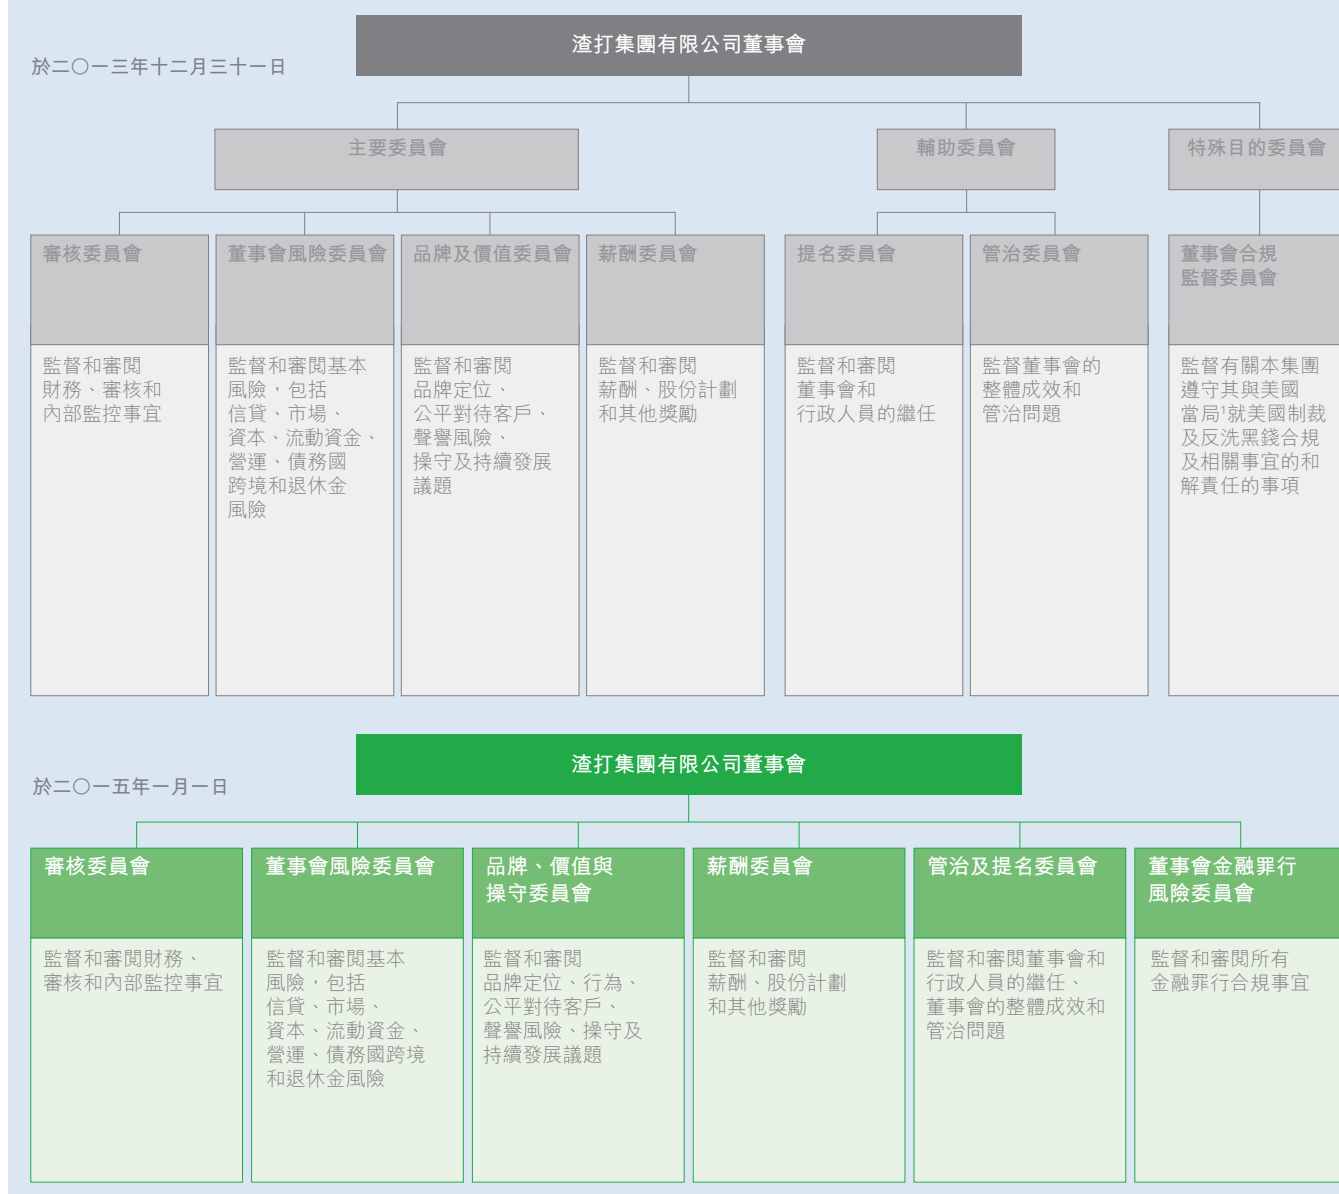 渣打集團有限公司董事會
於二〇一三年十二月三十一日
主要委員會
輔助委員會
特殊目的委員會
審核委員會
監督和審閱
財務、審核和
內部監控事宜
董事會風險委員會
監督和審閱基本
風險，包括
信貸、市場、
資本、流動資金、
營運、債務國
跨境和退休金
風險
品牌及價值委員會
監督和審閱
品牌定位、
公平對待客戶、
聲譽風險、
操守及持續發展
議題
薪酬委員會
監督和審閱
薪酬、股份計劃
和其他獎勵
提名委員會
監督和審閱
董事會和
行政人員的繼任
管治委員會
監督董事會的
整體成效和
管治問題
董事會合規
監督委員會
監督有關本集團
遵守其與美國
當局¹就美國制裁
及反洗黑錢合規
及相關事宜的和
解責任的事項
渣打集團有限公司董事會
於二〇一五年一月一日
審核委員會
監督和審閱財務、
審核和內部監控事宜
董事會風險委員會
監督和審閱基本
風險，包括
信貸、市場、
資本、流動資金、
營運、債務國跨境
和退休金風險
品牌、價值與
操守委員會
監督和審閱
品牌定位、行為、
公平對待客戶、
聲譽風險、操守及
持續發展議題
薪酬委員會
監督和審閱
薪酬、股份計劃
和其他獎勵
管治及提名委員會
監督和審閱董事會和
行政人員的繼任、
董事會的整體成效和
管治問題
董事會金融罪行
風險委員會
監督和審閱所有
金融罪行合規事宜